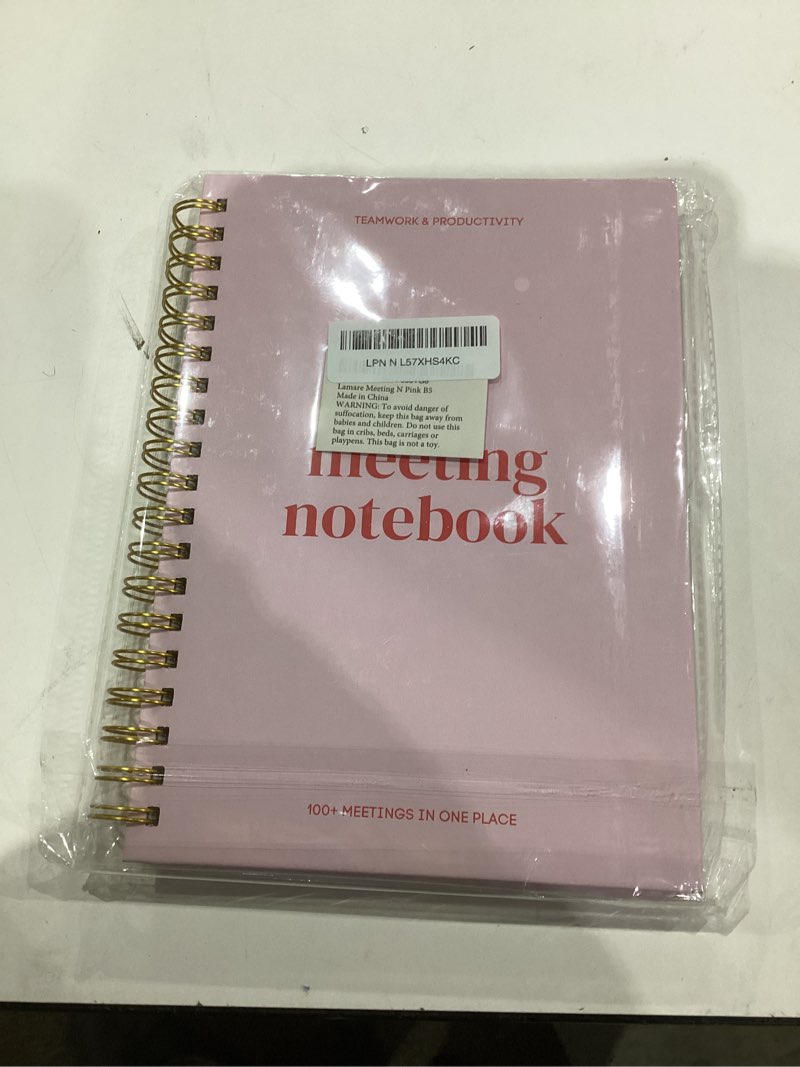 TEAMWORK & PRODUCTIVITY
LPN N L57XHS4KC
Lamare Meeting N Pink B5
Made in China
WARNING: To avoid danger of
suffocation, keep this bag away from
babies and children. Do not use this
bag in cribs, beds, carriages or
playpens. This bag is not a toy.
meeting
notebook
100+ MEETINGS IN ONE PLACE